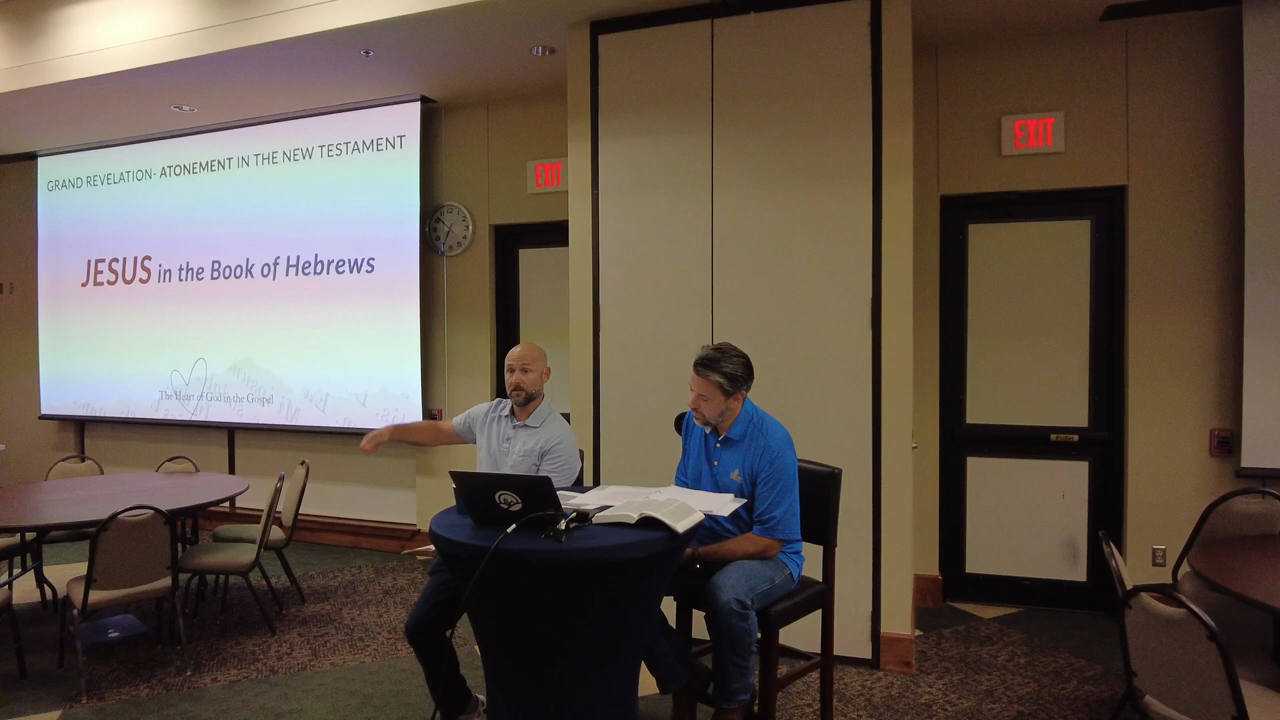 GRAND REVELATION- ATONEMENT IN THE NEW TESTAMENT
JESUS in the Book of Hebrews
The Heart of God in the Gospel
EXIT
EXIT